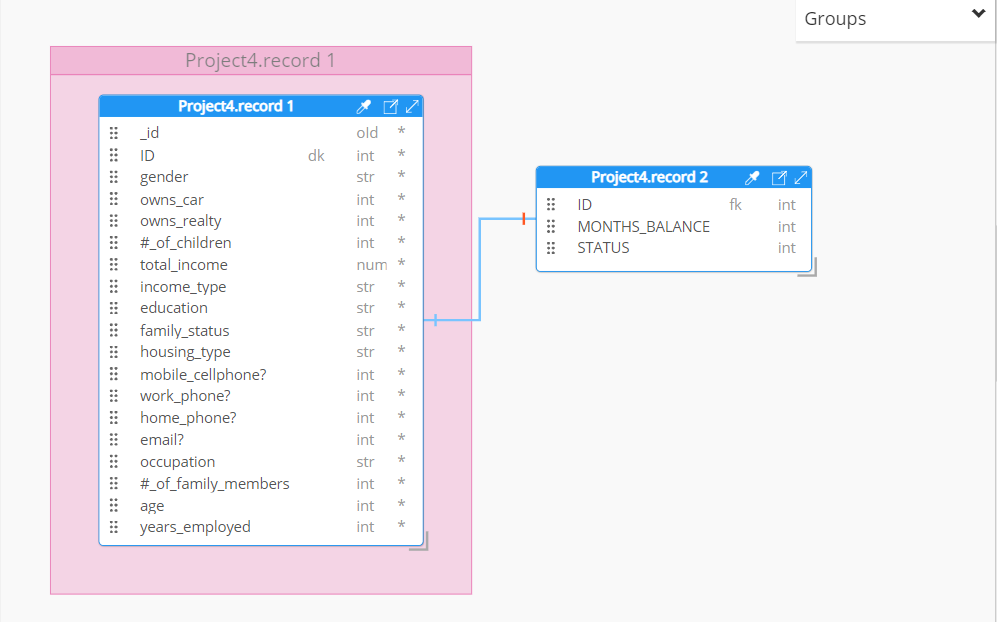 Groups
Project4.record 1
Project4.record 1
_id oId *
ID dk int *
gender str *
owns_car int *
owns_realty int *
#_of_children int *
total_income num *
income_type str *
education str *
family_status str *
housing_type str *
mobile_cellphone? int *
work_phone? int *
home_phone? int *
email? int *
occupation str *
#_of_family_members int *
age int *
years_employed int *
Project4.record 2
ID fk int
MONTHS_BALANCE int
STATUS int